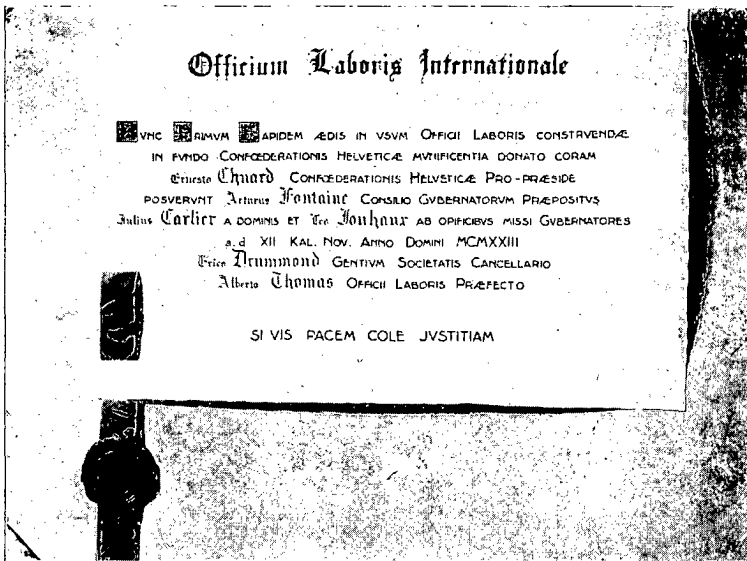 Officium Laboris Internationale
HVNC PRIMVM LAPIDEM ÆDIS IN VSVM OFFICII LABORIS CONSTRVENDÆ
IN FVNDO CONFŒDERATIONIS HELVETICÆ MVNIFICENTIA DONATO CORAM
Ernesto Chuard CONFŒDERATIONIS HELVETICÆ PRO-PRÆSIDE
POSVERVNT Arturus Fontaine CONSILIO GVBERNATORVM PRÆPOSITVS
Julius Carlier A DOMINIS ET Leo Jouhaux AB OPIFICIBVS MISSI GVBERNATORES
a.d XII KAL. NOV. ANNO DOMINI MCMXXIII
Erico Drummond GENTIVM SOCIETATIS CANCELLARIO
Alberto Thomas OFFICII LABORIS PRÆFECTO
SI VIS PACEM COLE JVSTITIAM